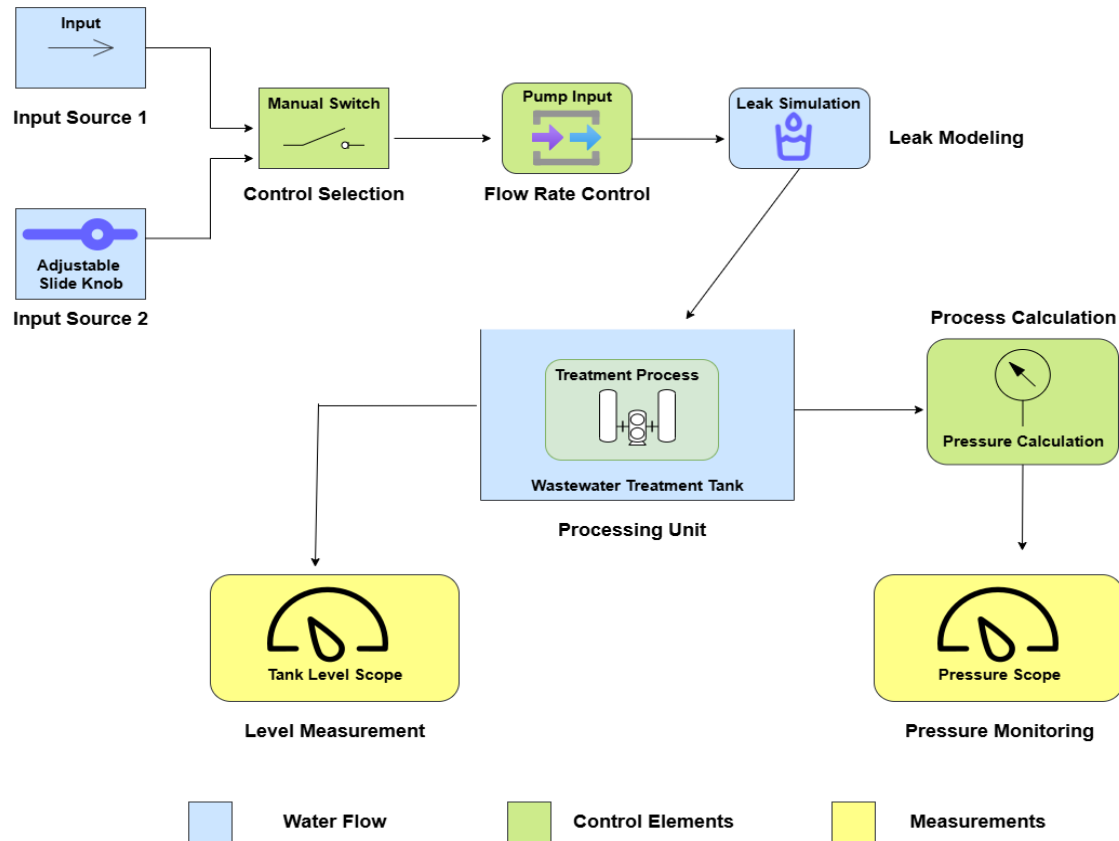 Input
Input Source 1
Adjustable
Slide Knob
Input Source 2
Manual Switch
Control Selection
Pump Input
Flow Rate Control
Leak Simulation
Leak Modeling
Treatment Process
Wastewater Treatment Tank
Processing Unit
Process Calculation
Pressure Calculation
Tank Level Scope
Level Measurement
Pressure Scope
Pressure Monitoring
Water Flow
Control Elements
Measurements